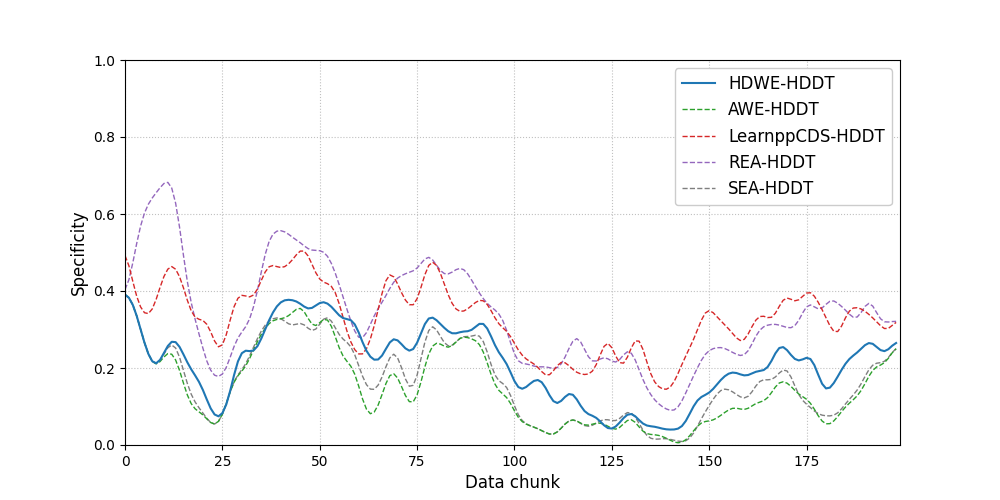 1.0
0.8
0.6
0.4
0.2
0.0
Specificity
0 25 50 75 100 125 150 175
Data chunk
HDWE-HDDT
AWE-HDDT
LearnppCDS-HDDT
REA-HDDT
SEA-HDDT